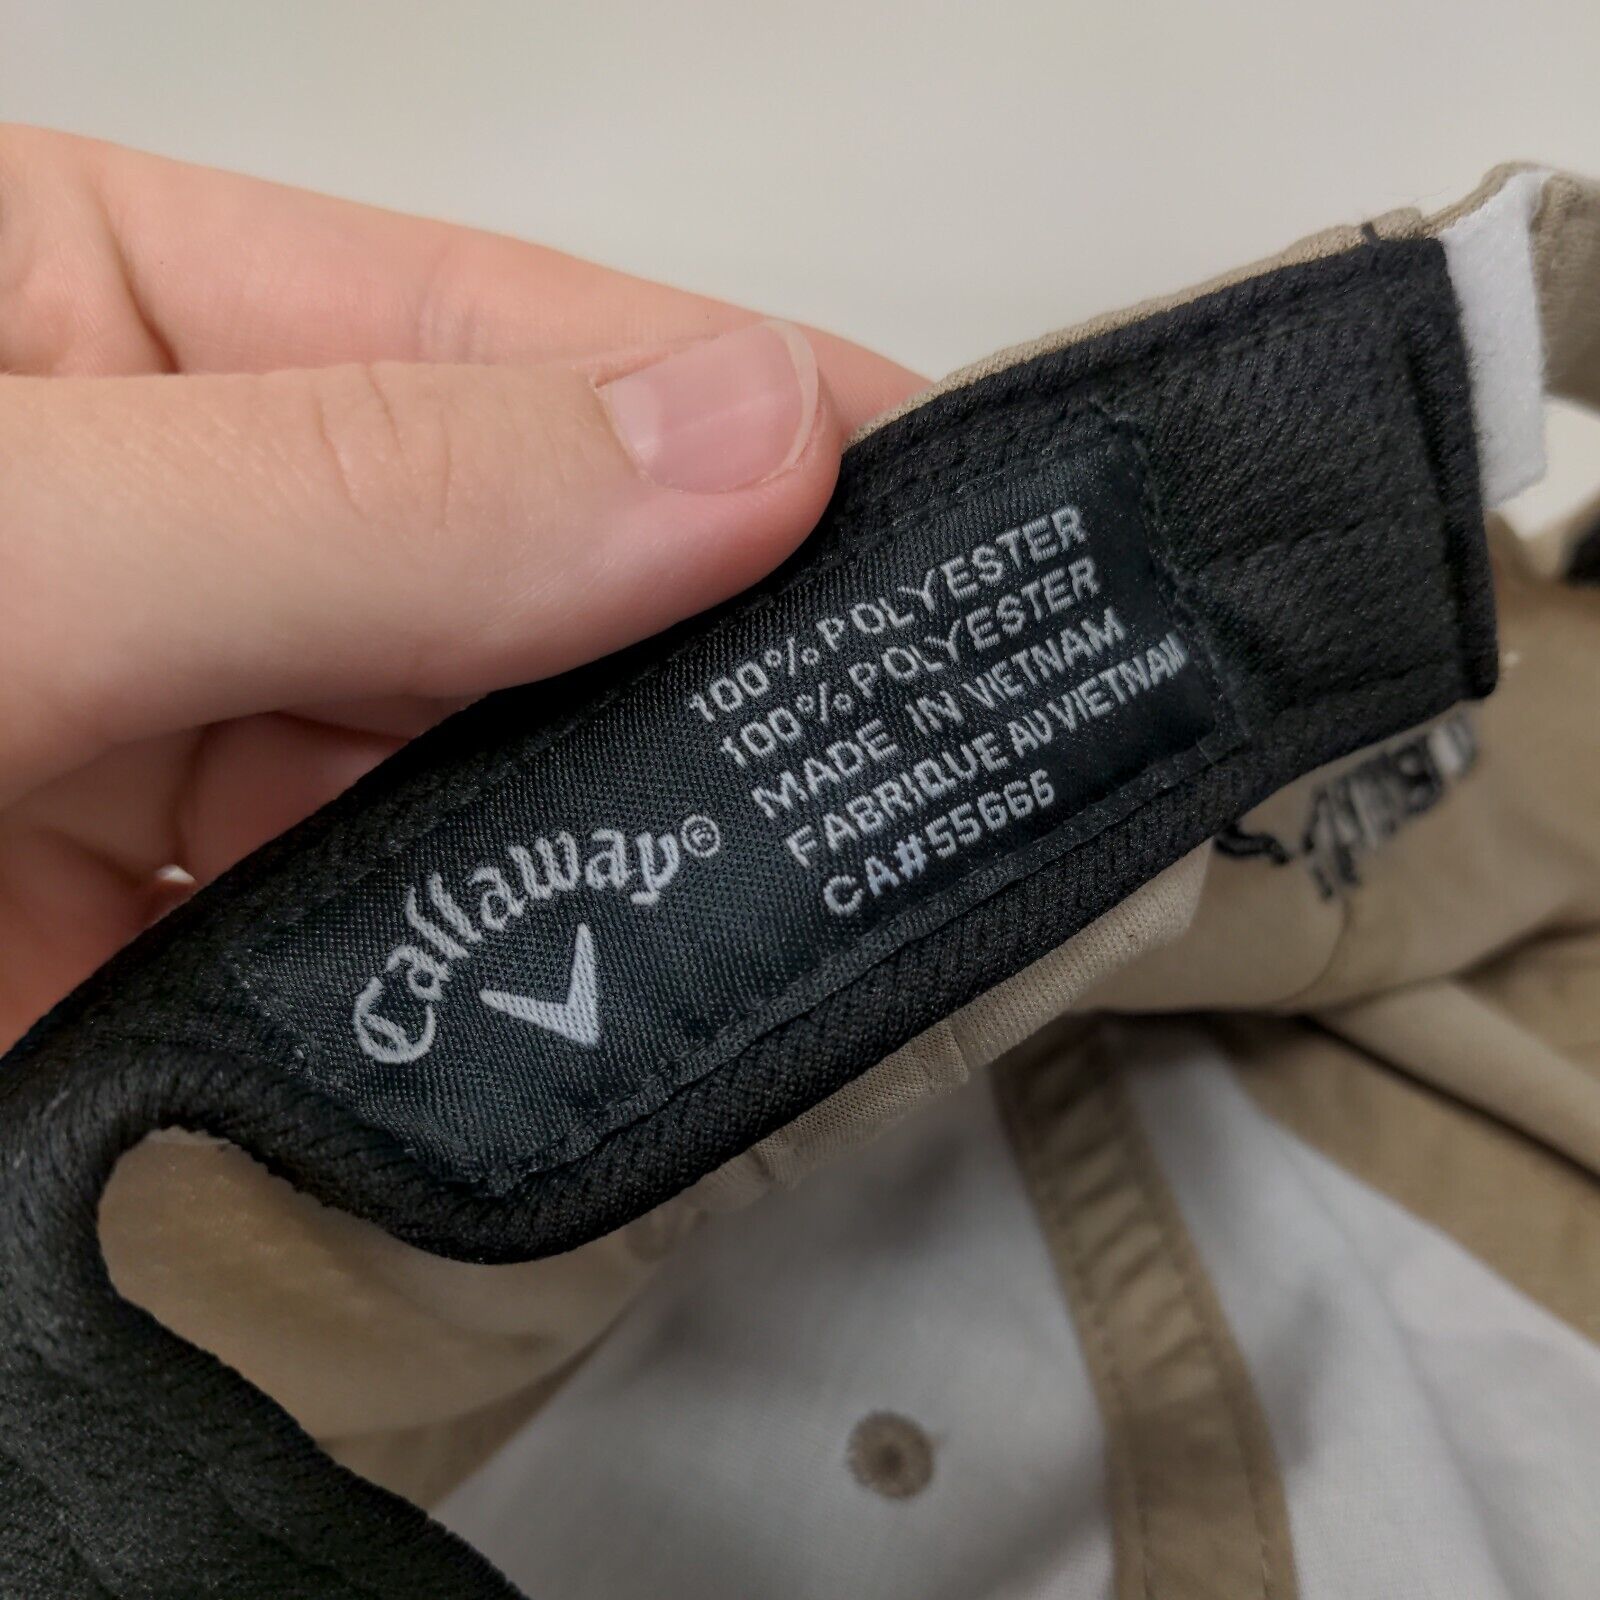 Callaway®
100% POLYESTER
100% POLYESTER
MADE IN VIETNAM
FABRIQUE AU VIETNAM
CA#55666